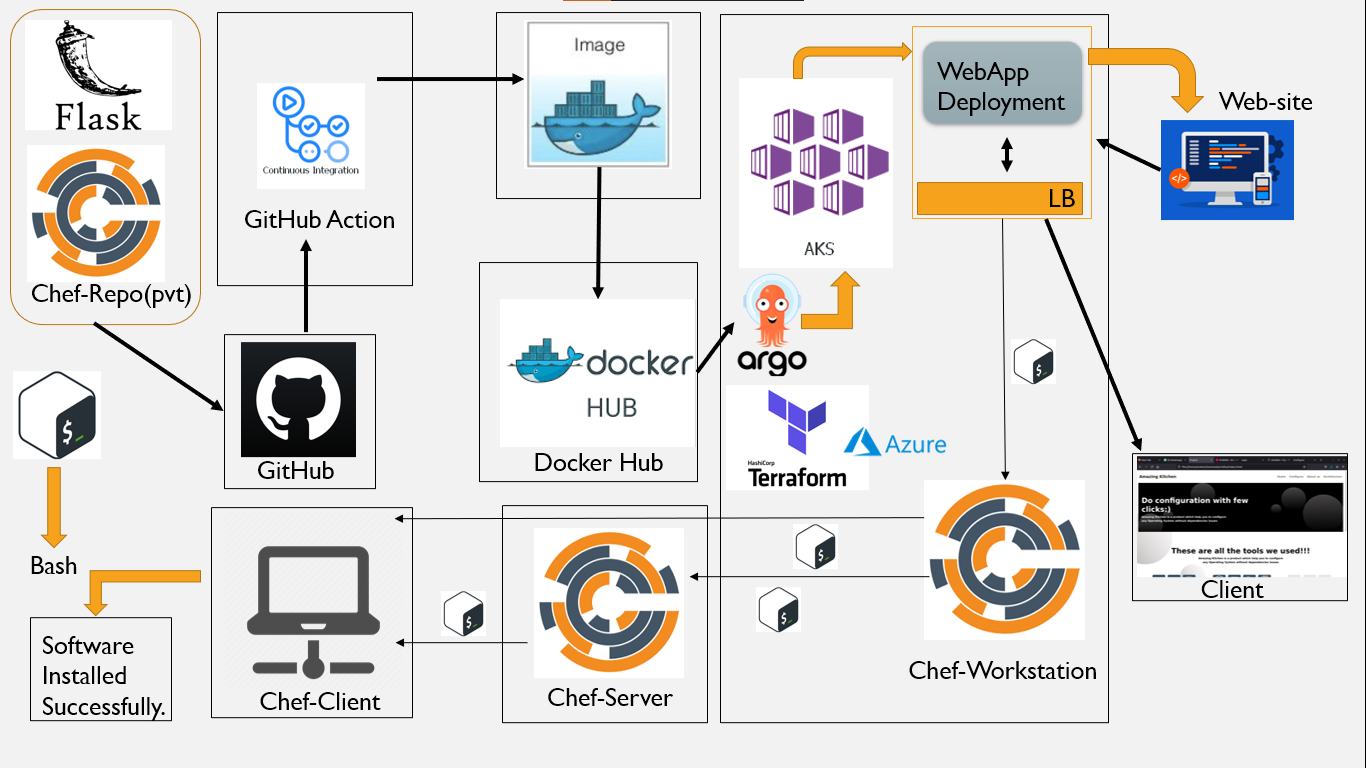 Flask
Chef-Repo(pvt)
Continuous Integration
GitHub Action
Image
WebApp
Deployment
LB
Web-site
AKS
argo
docker
HUB
Docker Hub
GitHub
HashiCorp
Terraform
Azure
$
Bash
Software
Installed
Successfully.
Chef-Client
$
Chef-Server
$
$
$
Chef-Workstation
</>
Amazing Kitchen
Do configuration with few
clicks:)
These are all the tools we used!!!
Client